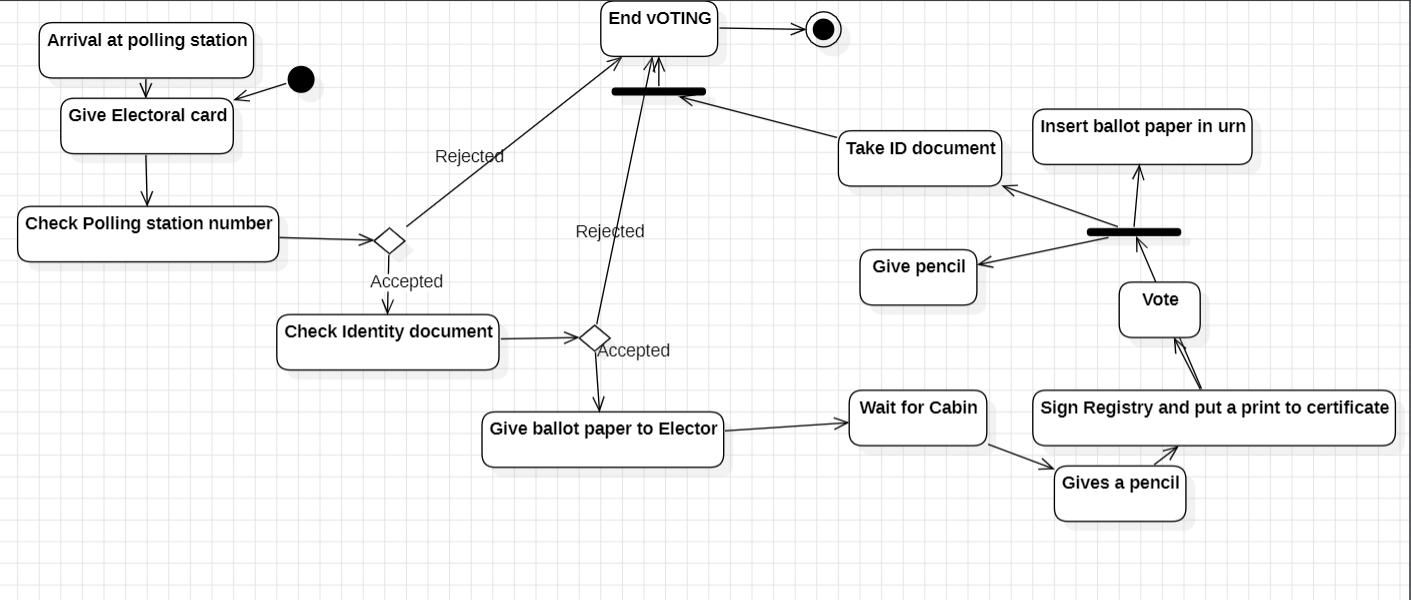 End vOTING
Arrival at polling station
Give Electoral card
Insert ballot paper in urn
Take ID document
Rejected
Check Polling station number
Rejected
Give pencil
Accepted
Vote
Check Identity document
Accepted
Wait for Cabin
Sign Registry and put a print to certificate
Give ballot paper to Elector
Gives a pencil